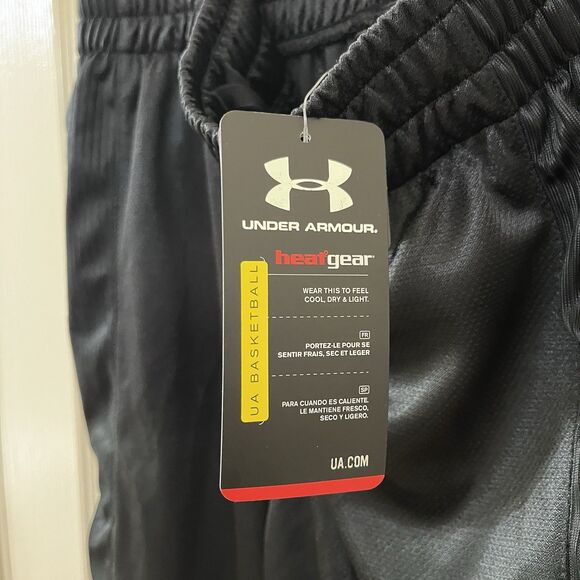 UNDER ARMOUR.
heatgear
UA BASKETBALL
WEAR THIS TO FEEL
COOL, DRY & LIGHT.
FR
PORTEZ-LE POUR SE
SENTIR FRAIS, SEC ET LEGER
SP
PARA CUANDO ES CALIENTE.
LE MANTIENE FRESCO,
SECO Y LIGERO.
UA.COM